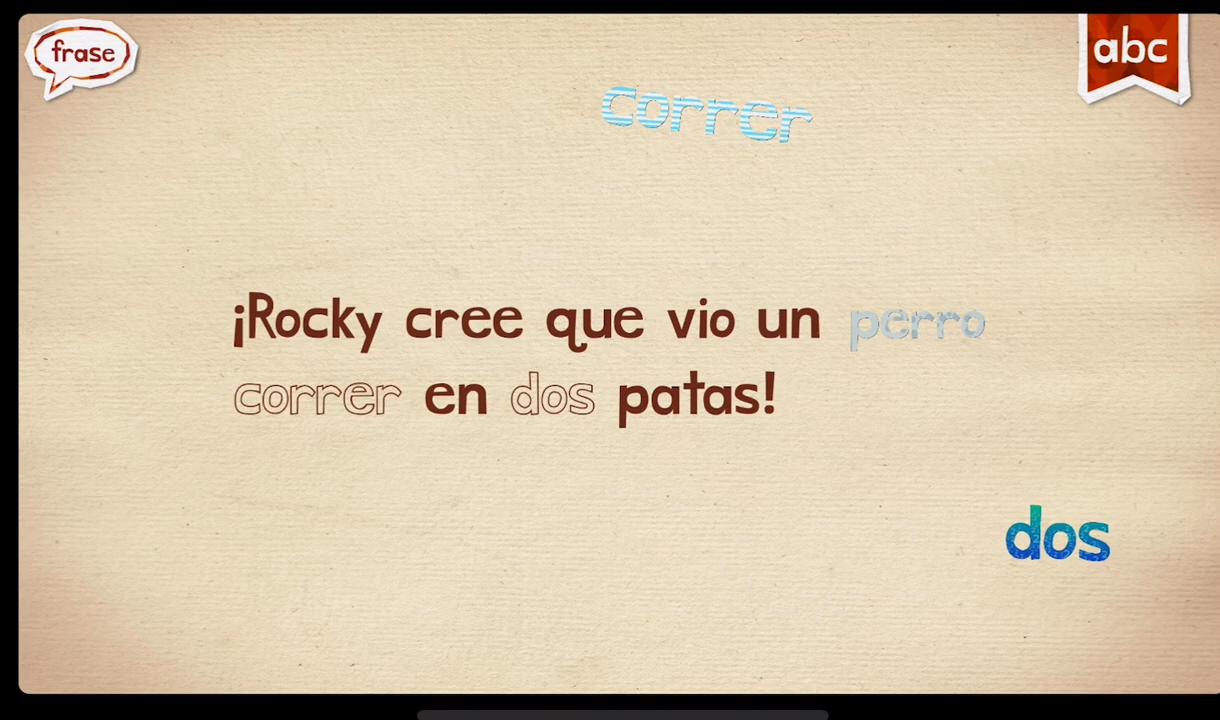 frase
abc
correr
¡Rocky cree que vio un perro
correr en dos patas!
dos